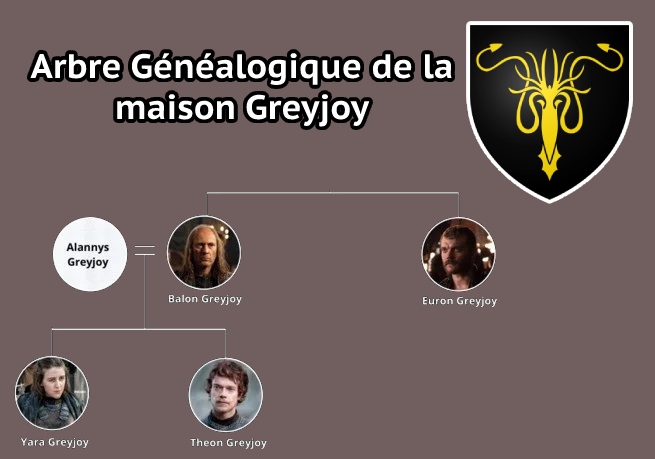 Arbre Généalogique de la
maison Greyjoy
Alannys
Greyjoy
Balon Greyjoy
Euron Greyjoy
Yara Greyjoy
Theon Greyjoy